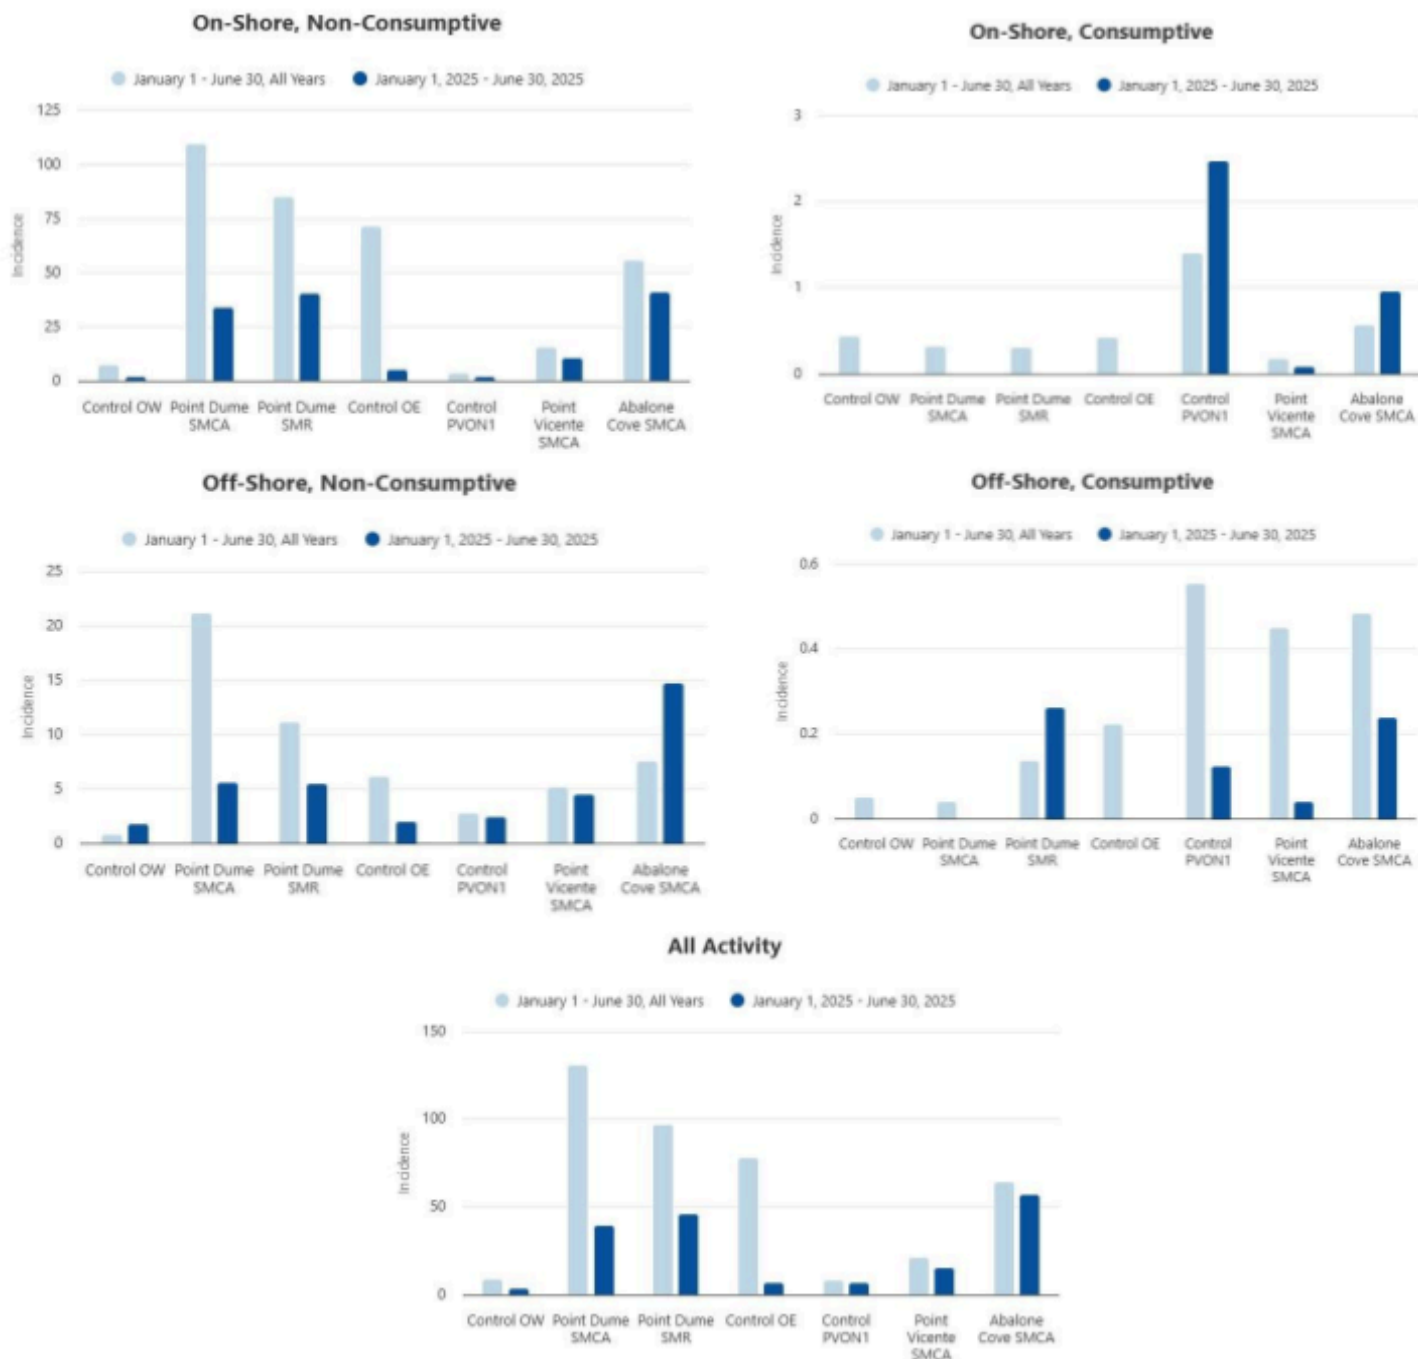 On-Shore, Non-Consumptive
January 1 - June 30, All Years January 1, 2025 - June 30, 2025
125
100
75
50
25
0
Incidence
Control OW Point Dume Point Dume Control OE Control Point Abalone
SMCA SMR PVON1 Vicente Cove SMCA
SMCA
On-Shore, Consumptive
January 1 - June 30, All Years January 1, 2025 - June 30, 2025
3
2
1
0
Incidence
Control OW Point Dume Point Dume Control OE Control Point Abalone
SMCA SMR PVON1 Vicente Cove SMCA
SMCA
Off-Shore, Non-Consumptive
January 1 - June 30, All Years January 1, 2025 - June 30, 2025
25
20
15
10
5
0
Incidence
Control OW Point Dume Point Dume Control OE Control Point Abalone
SMCA SMR PVON1 Vicente Cove SMCA
SMCA
Off-Shore, Consumptive
January 1 - June 30, All Years January 1, 2025 - June 30, 2025
0.6
0.4
0.2
0
Incidence
Control OW Point Dume Point Dume Control OE Control Point Abalone
SMCA SMR PVON1 Vicente Cove SMCA
SMCA
All Activity
January 1 - June 30, All Years January 1, 2025 - June 30, 2025
150
100
50
0
Incidence
Control OW Point Dume Point Dume Control OE Control Point Abalone
SMCA SMR PVON1 Vicente Cove SMCA
SMCA